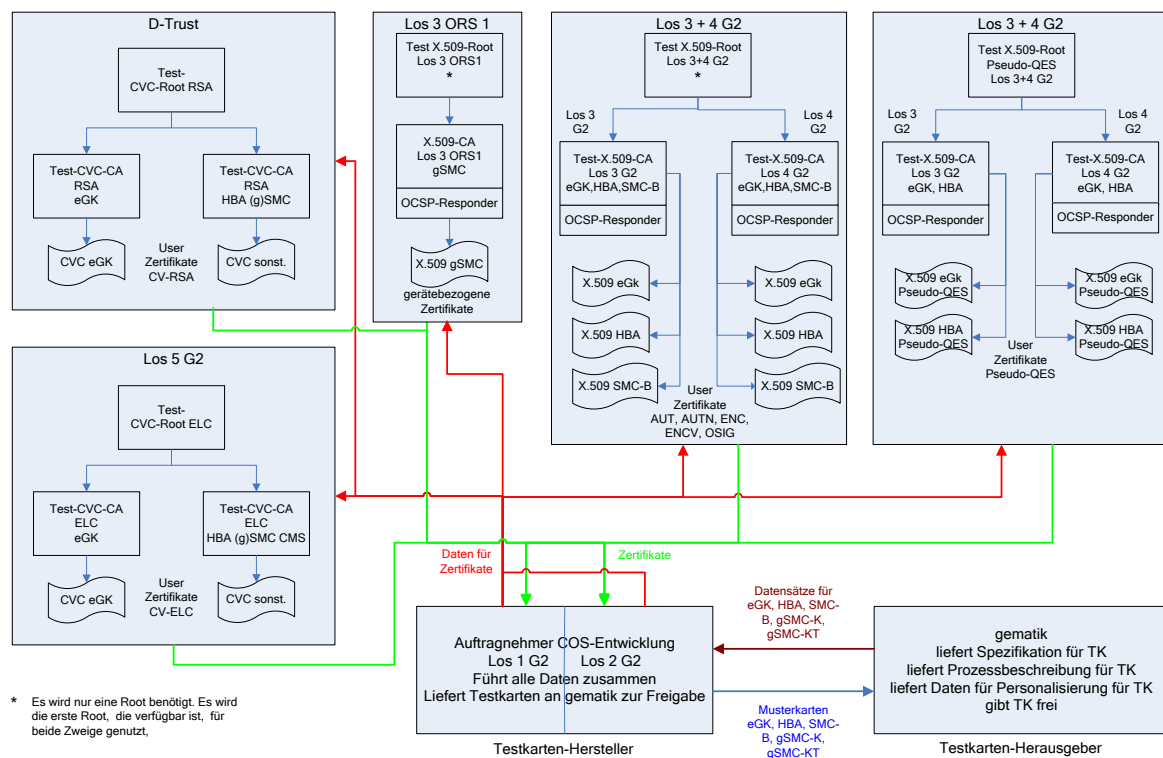 D-Trust
Test-
CVC-Root RSA
Test-CVC-CA
RSA
eGK
Test-CVC-CA
RSA
HBA (g)SMC
CVC eGK
User
Zertifikate
CV-RSA
CVC sonst.
Los 3 ORS 1
Test X.509-Root
Los 3 ORS1
*
X.509-CA
Los 3 ORS1
gSMC
OCSP-Responder
X.509 gSMC
gerätebezogene
Zertifikate
Los 3 + 4 G2
Test X.509-Root
Los 3+4 G2
*
Los 3
G2
Los 4
G2
Test-X.509-CA
Los 3 G2
eGK,HBA,SMC-B
OCSP-Responder
Test-X.509-CA
Los 4 G2
eGK,HBA,SMC-B
OCSP-Responder
X.509 eGk
X.509 eGk
X.509 HBA
X.509 HBA
X.509 SMC-B
X.509 SMC-B
User
Zertifikate
AUT, AUTN, ENC,
ENCV, OSIG
Los 3 + 4 G2
Test X.509-Root
Pseudo-QES
Los 3+4 G2
Los 3
G2
Los 4
G2
Test-X.509-CA
Los 3 G2
eGK, HBA
OCSP-Responder
Test-X.509-CA
Los 4 G2
eGK, HBA
OCSP-Responder
X.509 eGk
Pseudo-QES
X.509 eGk
Pseudo-QES
X.509 HBA
Pseudo-QES
X.509 HBA
Pseudo-QES
User
Zertifikate
Pseudo-QES
Los 5 G2
Test-
CVC-Root ELC
Test-CVC-CA
ELC
eGK
Test-CVC-CA
ELC
HBA (g)SMC CMS
CVC eGK
User
Zertifikate
CV-ELC
CVC sonst.
Daten für
Zertifikate
Zertifikate
Auftragnehmer COS-Entwicklung
Los 1 G2 Los 2 G2
Führt alle Daten zusammen
Liefert Testkarten an gematik zur Freigabe
Testkarten-Hersteller
Datensätze für
eGK, HBA, SMC-
B, gSMC-K,
gSMC-KT
Musterkarten
eGK, HBA, SMC-
B, gSMC-K,
gSMC-KT
gematik
liefert Spezifikation für TK
liefert Prozessbeschreibung für TK
liefert Daten für Personalisierung für TK
gibt TK frei
Testkarten-Herausgeber
* Es wird nur eine Root benötigt. Es wird
die erste Root, die verfügbar ist, für
beide Zweige genutzt,